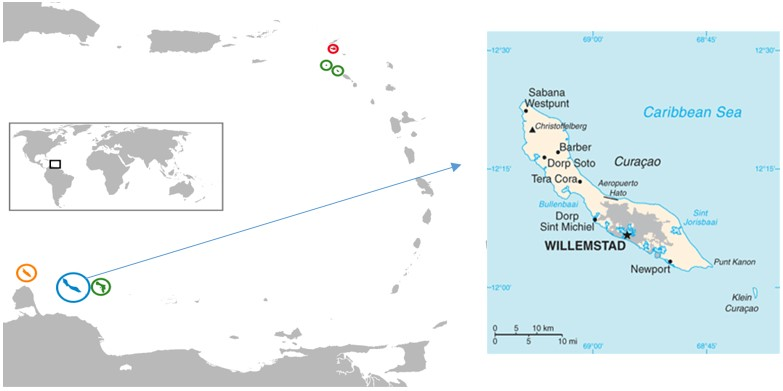 69°00'
68°45'
12°30'
12°30'
Sabana
Westpunt
Caribbean Sea
Christoffelberg
Barber
Dorp Soto
Curaçao
12°15'
12°15'
Tera Cora
Aeropuerto
Hato
Bullenbaai
Sint
Jorisbaai
Dorp
Sint Michiel
WILLEMSTAD
Newport
Punt Kanon
12°00'
12°00'
Klein
Curaçao
0 5 10 km
0 5 10 mi
69°00'
68°45'